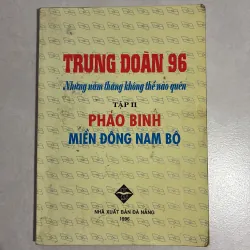 TRUNG ĐOÀN 96
Những năm tháng không thể nào quên
TẬP II
PHÁO BINH
MIỀN ĐÔNG NAM BỘ
NHÀ XUẤT BẢN ĐÀ NẴNG
1996